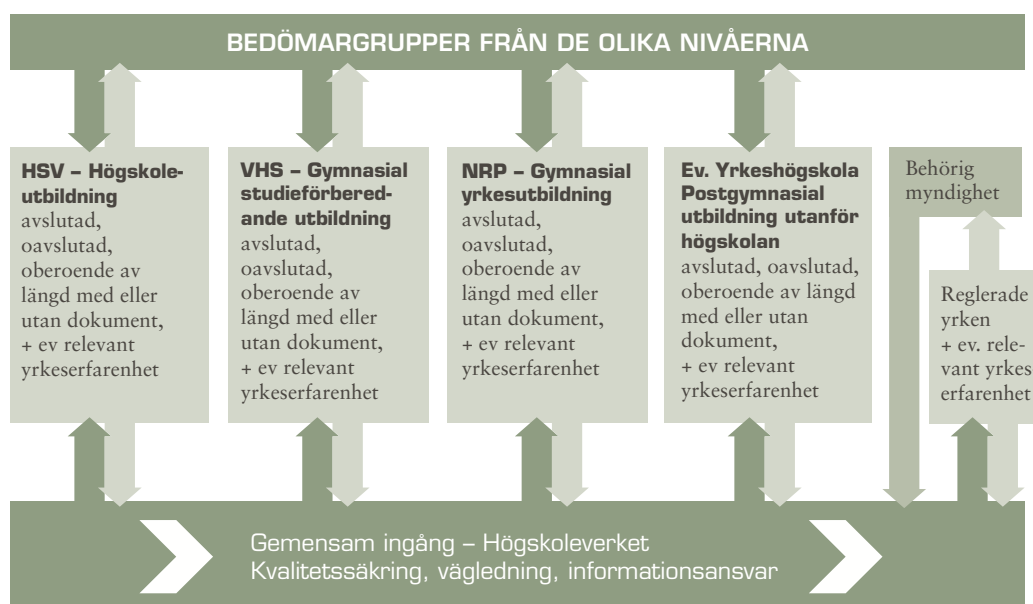 BEDÖMARGRUPPER FRÅN DE OLIKA NIVÅERNA
HSV – Högskole-
utbildning
avslutad,
oavslutad,
oberoende av
längd med eller
utan dokument,
+ ev relevant
yrkeserfarenhet
VHS – Gymnasial
studieförbered-
ande utbildning
avslutad,
oavslutad,
oberoende av
längd med eller
utan dokument,
+ ev relevant
yrkeserfarenhet
NRP – Gymnasial
yrkesutbildning
avslutad,
oavslutad,
oberoende av
längd med eller
utan dokument,
+ ev relevant
yrkeserfarenhet
Ev. Yrkeshögskola
Postgymnasial
utbildning utanför
högskolan
avslutad, oavslutad,
oberoende av längd
med eller utan
dokument,
+ ev relevant
yrkeserfarenhet
Behörig
myndighet
Reglerade
yrken
+ ev. rele-
vant yrkes
erfarenhet
Gemensam ingång – Högskoleverket
Kvalitetssäkring, vägledning, informationsansvar